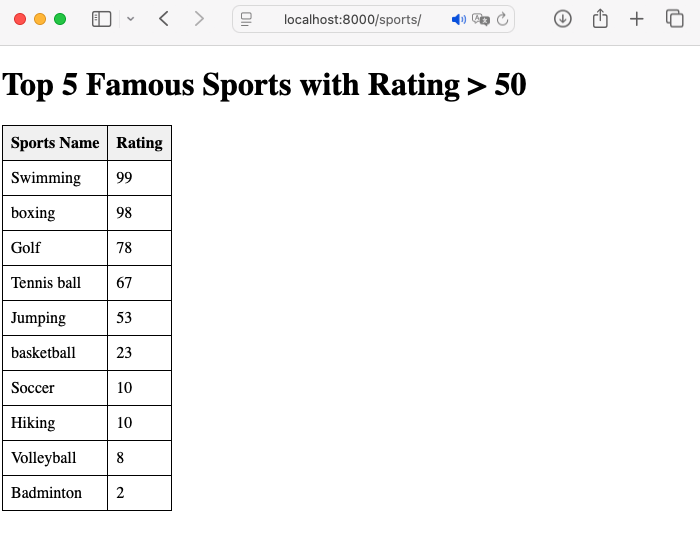 localhost:8000/sports/
Top 5 Famous Sports with Rating > 50
Sports Name Rating
Swimming 99
boxing 98
Golf 78
Tennis ball 67
Jumping 53
basketball 23
Soccer 10
Hiking 10
Volleyball 8
Badminton 2